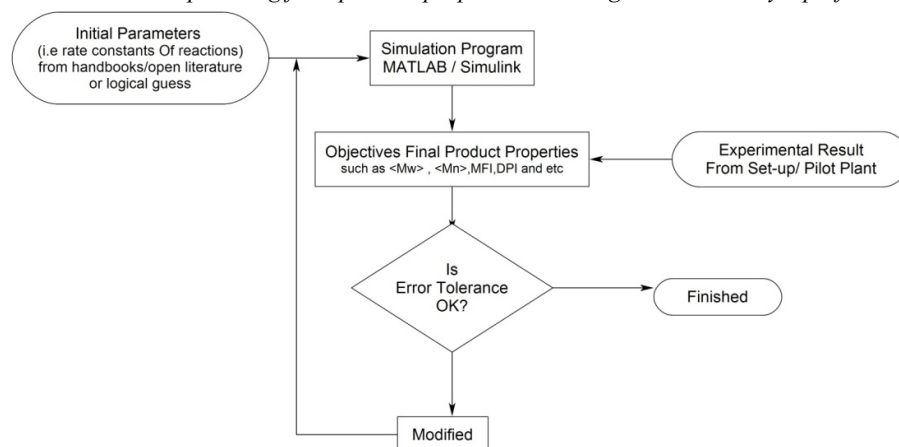 Initial Parameters
(i.e rate constants Of reactions)
from handbooks/open literature
or logical guess
Simulation Program
MATLAB / Simulink
Objectives Final Product Properties
such as <Mw> , <Mn>,MFI,DPI and etc
Experimental Result
From Set-up/ Pilot Plant
Is
Error Tolerance
OK?
Finished
Modified